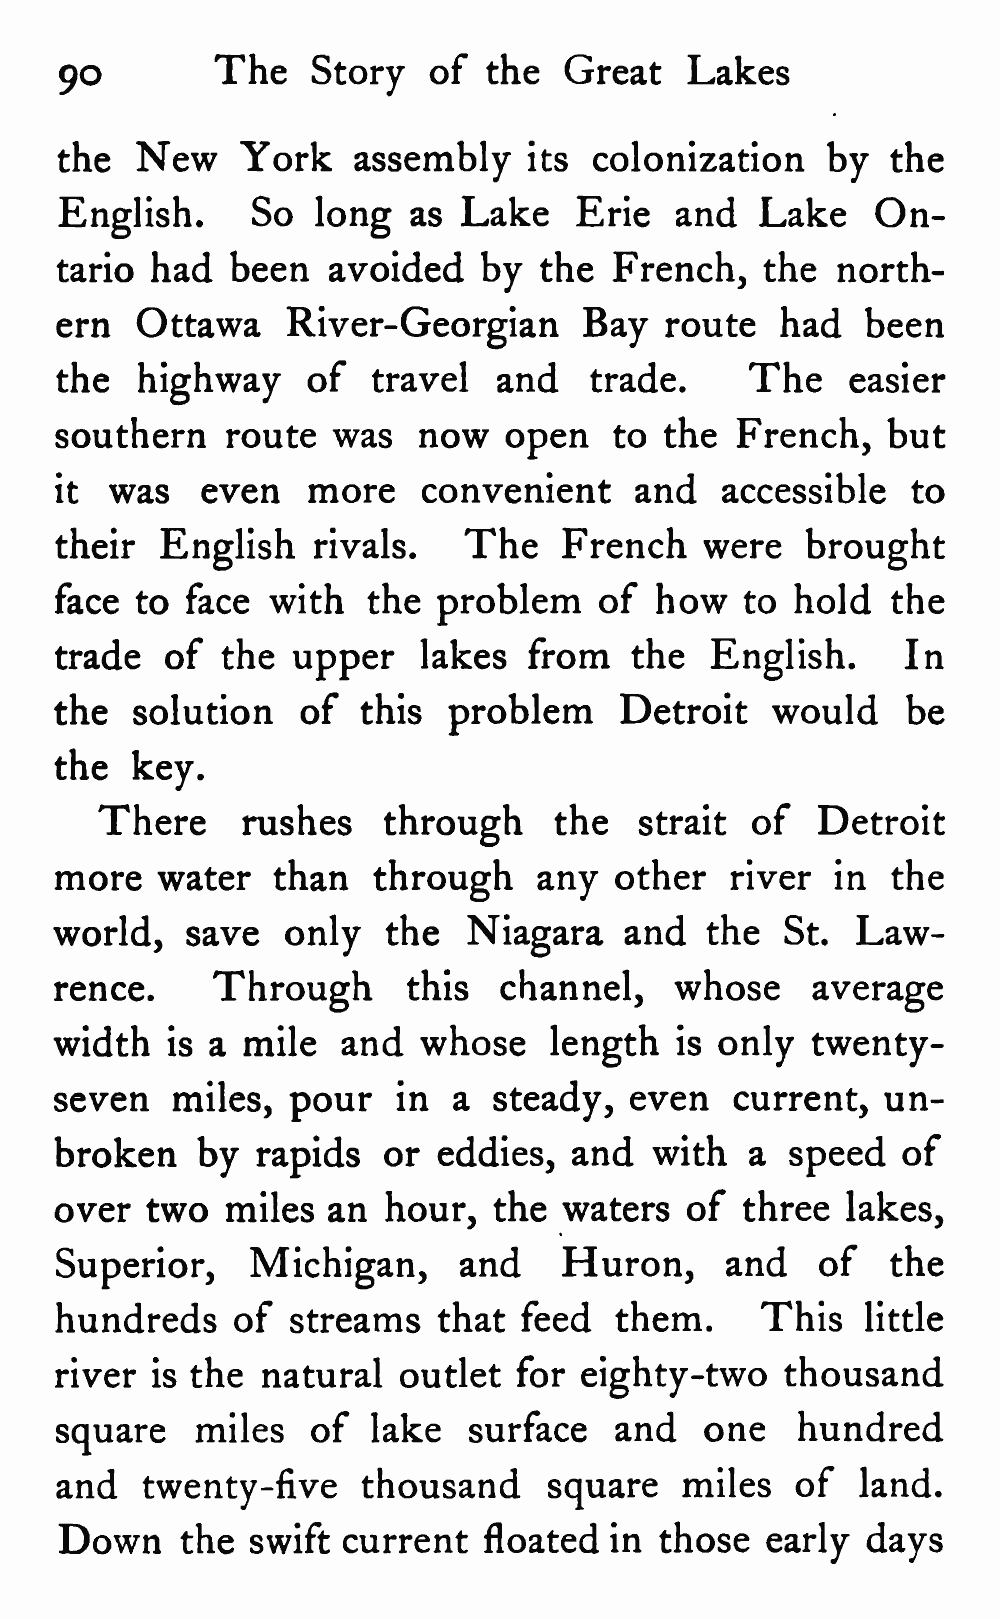 90 The Story of the Great Lakes
the New York assembly its colonization by the
English. So long as Lake Erie and Lake On-
tario had been avoided by the French, the north-
ern Ottawa River-Georgian Bay route had been
the highway of travel and trade. The easier
southern route was now open to the French, but
it was even more convenient and accessible to
their English rivals. The French were brought
face to face with the problem of how to hold the
trade of the upper lakes from the English. In
the solution of this problem Detroit would be
the key.
There rushes through the strait of Detroit
more water than through any other river in the
world, save only the Niagara and the St. Law-
rence. Through this channel, whose average
width is a mile and whose length is only twenty-
seven miles, pour in a steady, even current, un-
broken by rapids or eddies, and with a speed of
over two miles an hour, the waters of three lakes,
Superior, Michigan, and Huron, and of the
hundreds of streams that feed them. This little
river is the natural outlet for eighty-two thousand
square miles of lake surface and one hundred
and twenty-five thousand square miles of land.
Down the swift current floated in those early days